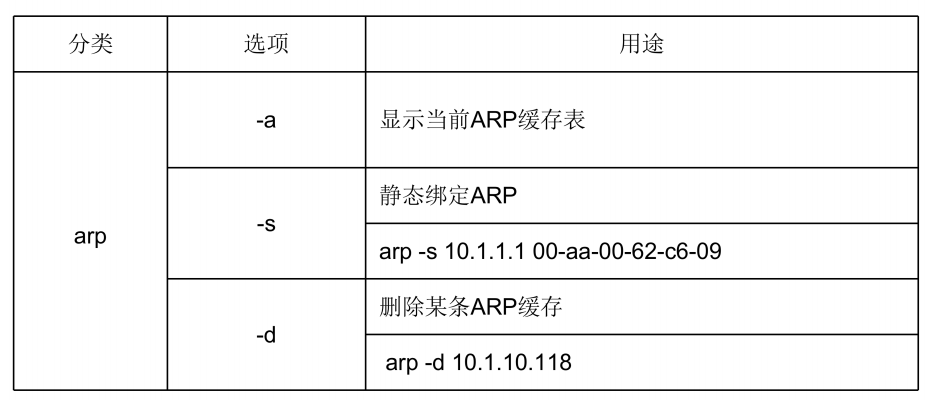 分类 选项 用途
-a 显示当前ARP缓存表
静态绑定ARP
arp -s
arp -s 10.1.1.1 00-aa-00-62-c6-09
删除某条ARP缓存
-d
arp -d 10.1.10.118